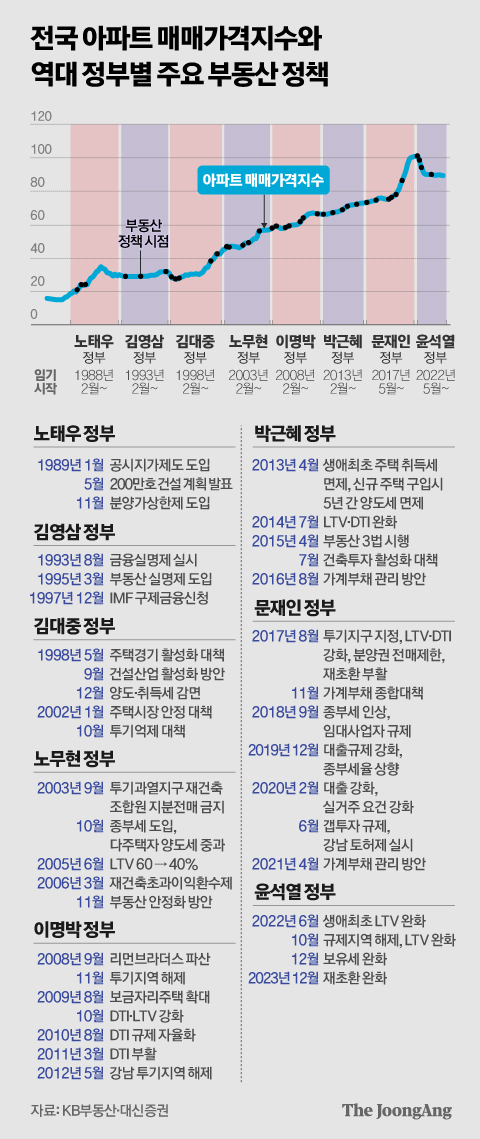 전국 아파트 매매가격지수와
역대 정부별 주요 부동산 정책
120
100
80
60
40
20
0
아파트 매매가격지수
부동산
정책 시점
노태우 김영삼 김대중 노무현 이명박 박근혜 문재인 윤석열
정부 정부 정부 정부 정부 정부 정부 정부
임기 1988년 1993년 1998년 2003년 2008년 2013년 2017년 2022년
시작 2월~ 2월~ 2월~ 2월~ 2월~ 2월~ 5월~ 5월~
노태우 정부
1989년 1월 공시지가제도 도입
5월 200만호 건설 계획 발표
11월 분양가상한제 도입
김영삼 정부
1993년 8월 금융실명제 실시
1995년 3월 부동산 실명제 도입
1997년 12월 IMF 구제금융신청
김대중 정부
1998년 5월 주택경기 활성화 대책
9월 건설산업 활성화 방안
12월 양도·취득세 감면
2002년 1월 주택시장 안정 대책
10월 투기억제 대책
노무현 정부
2003년 9월 투기과열지구 재건축
조합원 지분전매 금지
10월 종부세 도입,
다주택자 양도세 중과
2005년 6월 LTV 60→40%
2006년 3월 재건축초과이익환수제
11월 부동산 안정화 방안
이명박 정부
2008년 9월 리먼브라더스 파산
11월 투기지역 해제
2009년 8월 보금자리주택 확대
10월 DTI·LTV 강화
2010년 8월 DTI 규제 자율화
2011년 3월 DTI 부활
2012년 5월 강남 투기지역 해제
박근혜 정부
2013년 4월 생애최초 주택 취득세
면제, 신규 주택 구입시
5년 간 양도세 면제
2014년 7월 LTV·DTI 완화
2015년 4월 부동산 3법 시행
7월 건축투자 활성화 대책
2016년 8월 가계부채 관리 방안
문재인 정부
2017년 8월 투기지구 지정, LTV·DTI
강화, 분양권 전매제한,
재초환 부활
11월 가계부채 종합대책
2018년 9월 종부세 인상,
임대사업자 규제
2019년 12월 대출규제 강화,
종부세율 상향
2020년 2월 대출 강화,
실거주 요건 강화
6월 갭투자 규제,
강남 토허제 실시
2021년 4월 가계부채 관리 방안
윤석열 정부
2022년 6월 생애최초 LTV 완화
10월 규제지역 해제, LTV 완화
12월 보유세 완화
2023년 12월 재초환 완화
자료: KB부동산·대신증권
The JoongAng